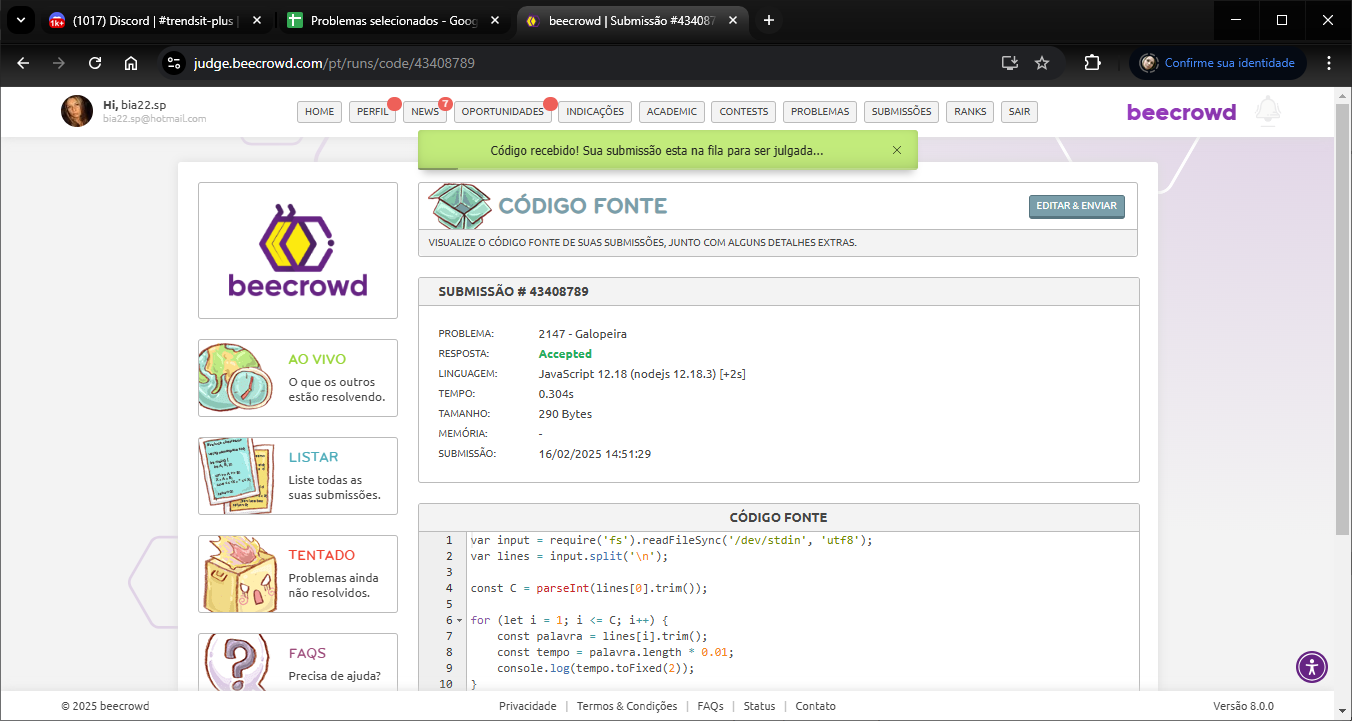 (1017) Discord | #trendsit-plus |
Problemas selecionados - Goog
beecrowd | Submissão #434087
judge.beecrowd.com/pt/runs/code/43408789
Confirme sua identidade
Hi, bia22.sp
bia22.sp@hotmail.com
HOME
PERFIL
NEWS
7
OPORTUNIDADES
INDICAÇÕES
ACADEMIC
CONTESTS
PROBLEMS
SUBMISSÕES
RANKS
SAIR
beecrowd
Código recebido! Sua submissão esta na fila para ser julgada...
beecrowd
CÓDIGO FONTE
EDITAR & ENVIAR
VISUALIZE O CÓDIGO FONTE DE SUAS SUBMISSÕES, JUNTO COM ALGUNS DETALHES EXTRAS.
SUBMISSÃO # 43408789
PROBLEMA: 2147 - Galopeira
RESPOSTA: Accepted
LINGUAGEM: JavaScript 12.18 (nodejs 12.18.3) [+2s]
TEMPO: 0.304s
TAMANHO: 290 Bytes
MEMÓRIA: -
SUBMISSÃO: 16/02/2025 14:51:29
AO VIVO
O que os outros
estão resolvendo.
LISTAR
Liste todas as
suas submissões.
TENTADO
Problemas ainda
não resolvidos.
FAQS
Precisa de ajuda?
CÓDIGO FONTE
1 var input = require('fs').readFileSync('/dev/stdin', 'utf8');
2 var lines = input.split('\n');
3
4 const C = parseInt(lines[0].trim());
5
6 for (let i = 1; i <= C; i++) {
7 const palavra = lines[i].trim();
8 const tempo = palavra.length * 0.01;
9 console.log(tempo.toFixed(2));
10 }
© 2025 beecrowd
Privacidade | Termos & Condições | FAQs | Status | Contato
Versão 8.0.0